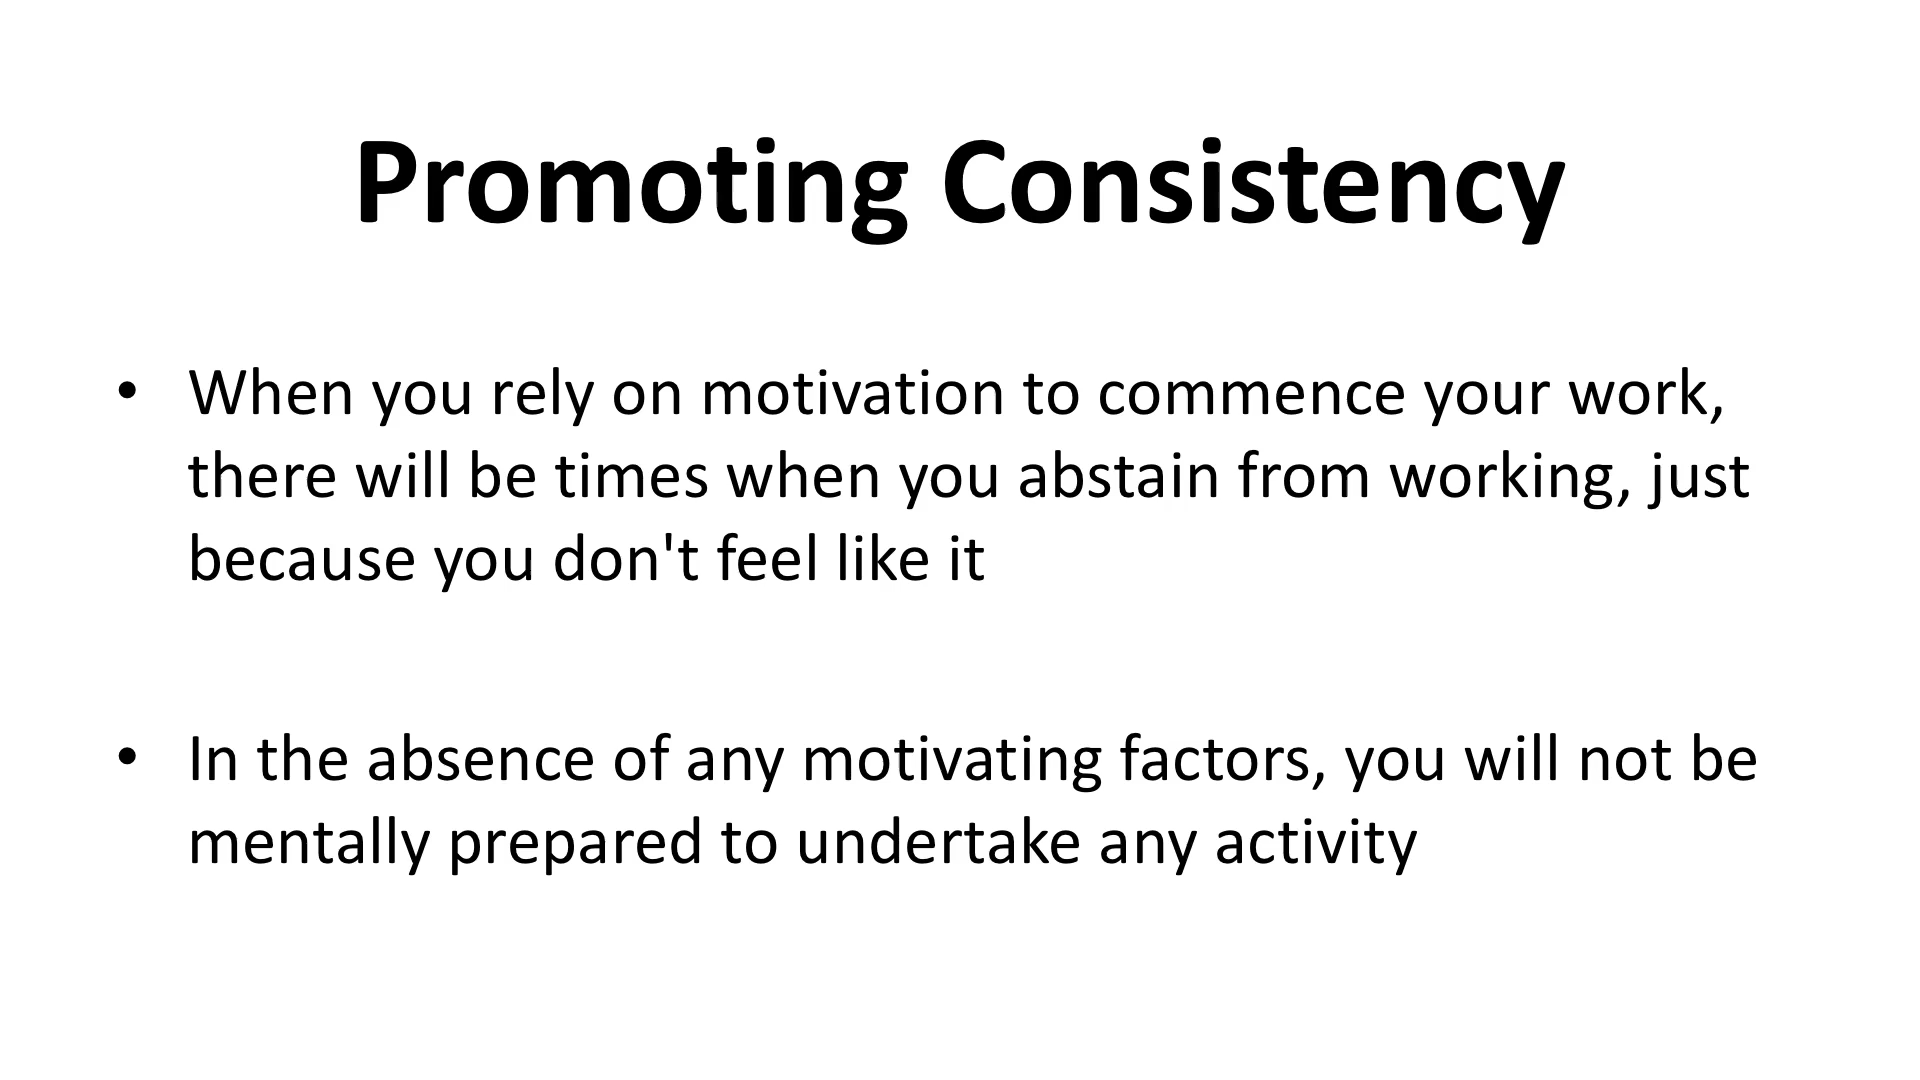 Promoting Consistency
• When you rely on motivation to commence your work,
there will be times when you abstain from working, just
because you don't feel like it
• In the absence of any motivating factors, you will not be
mentally prepared to undertake any activity